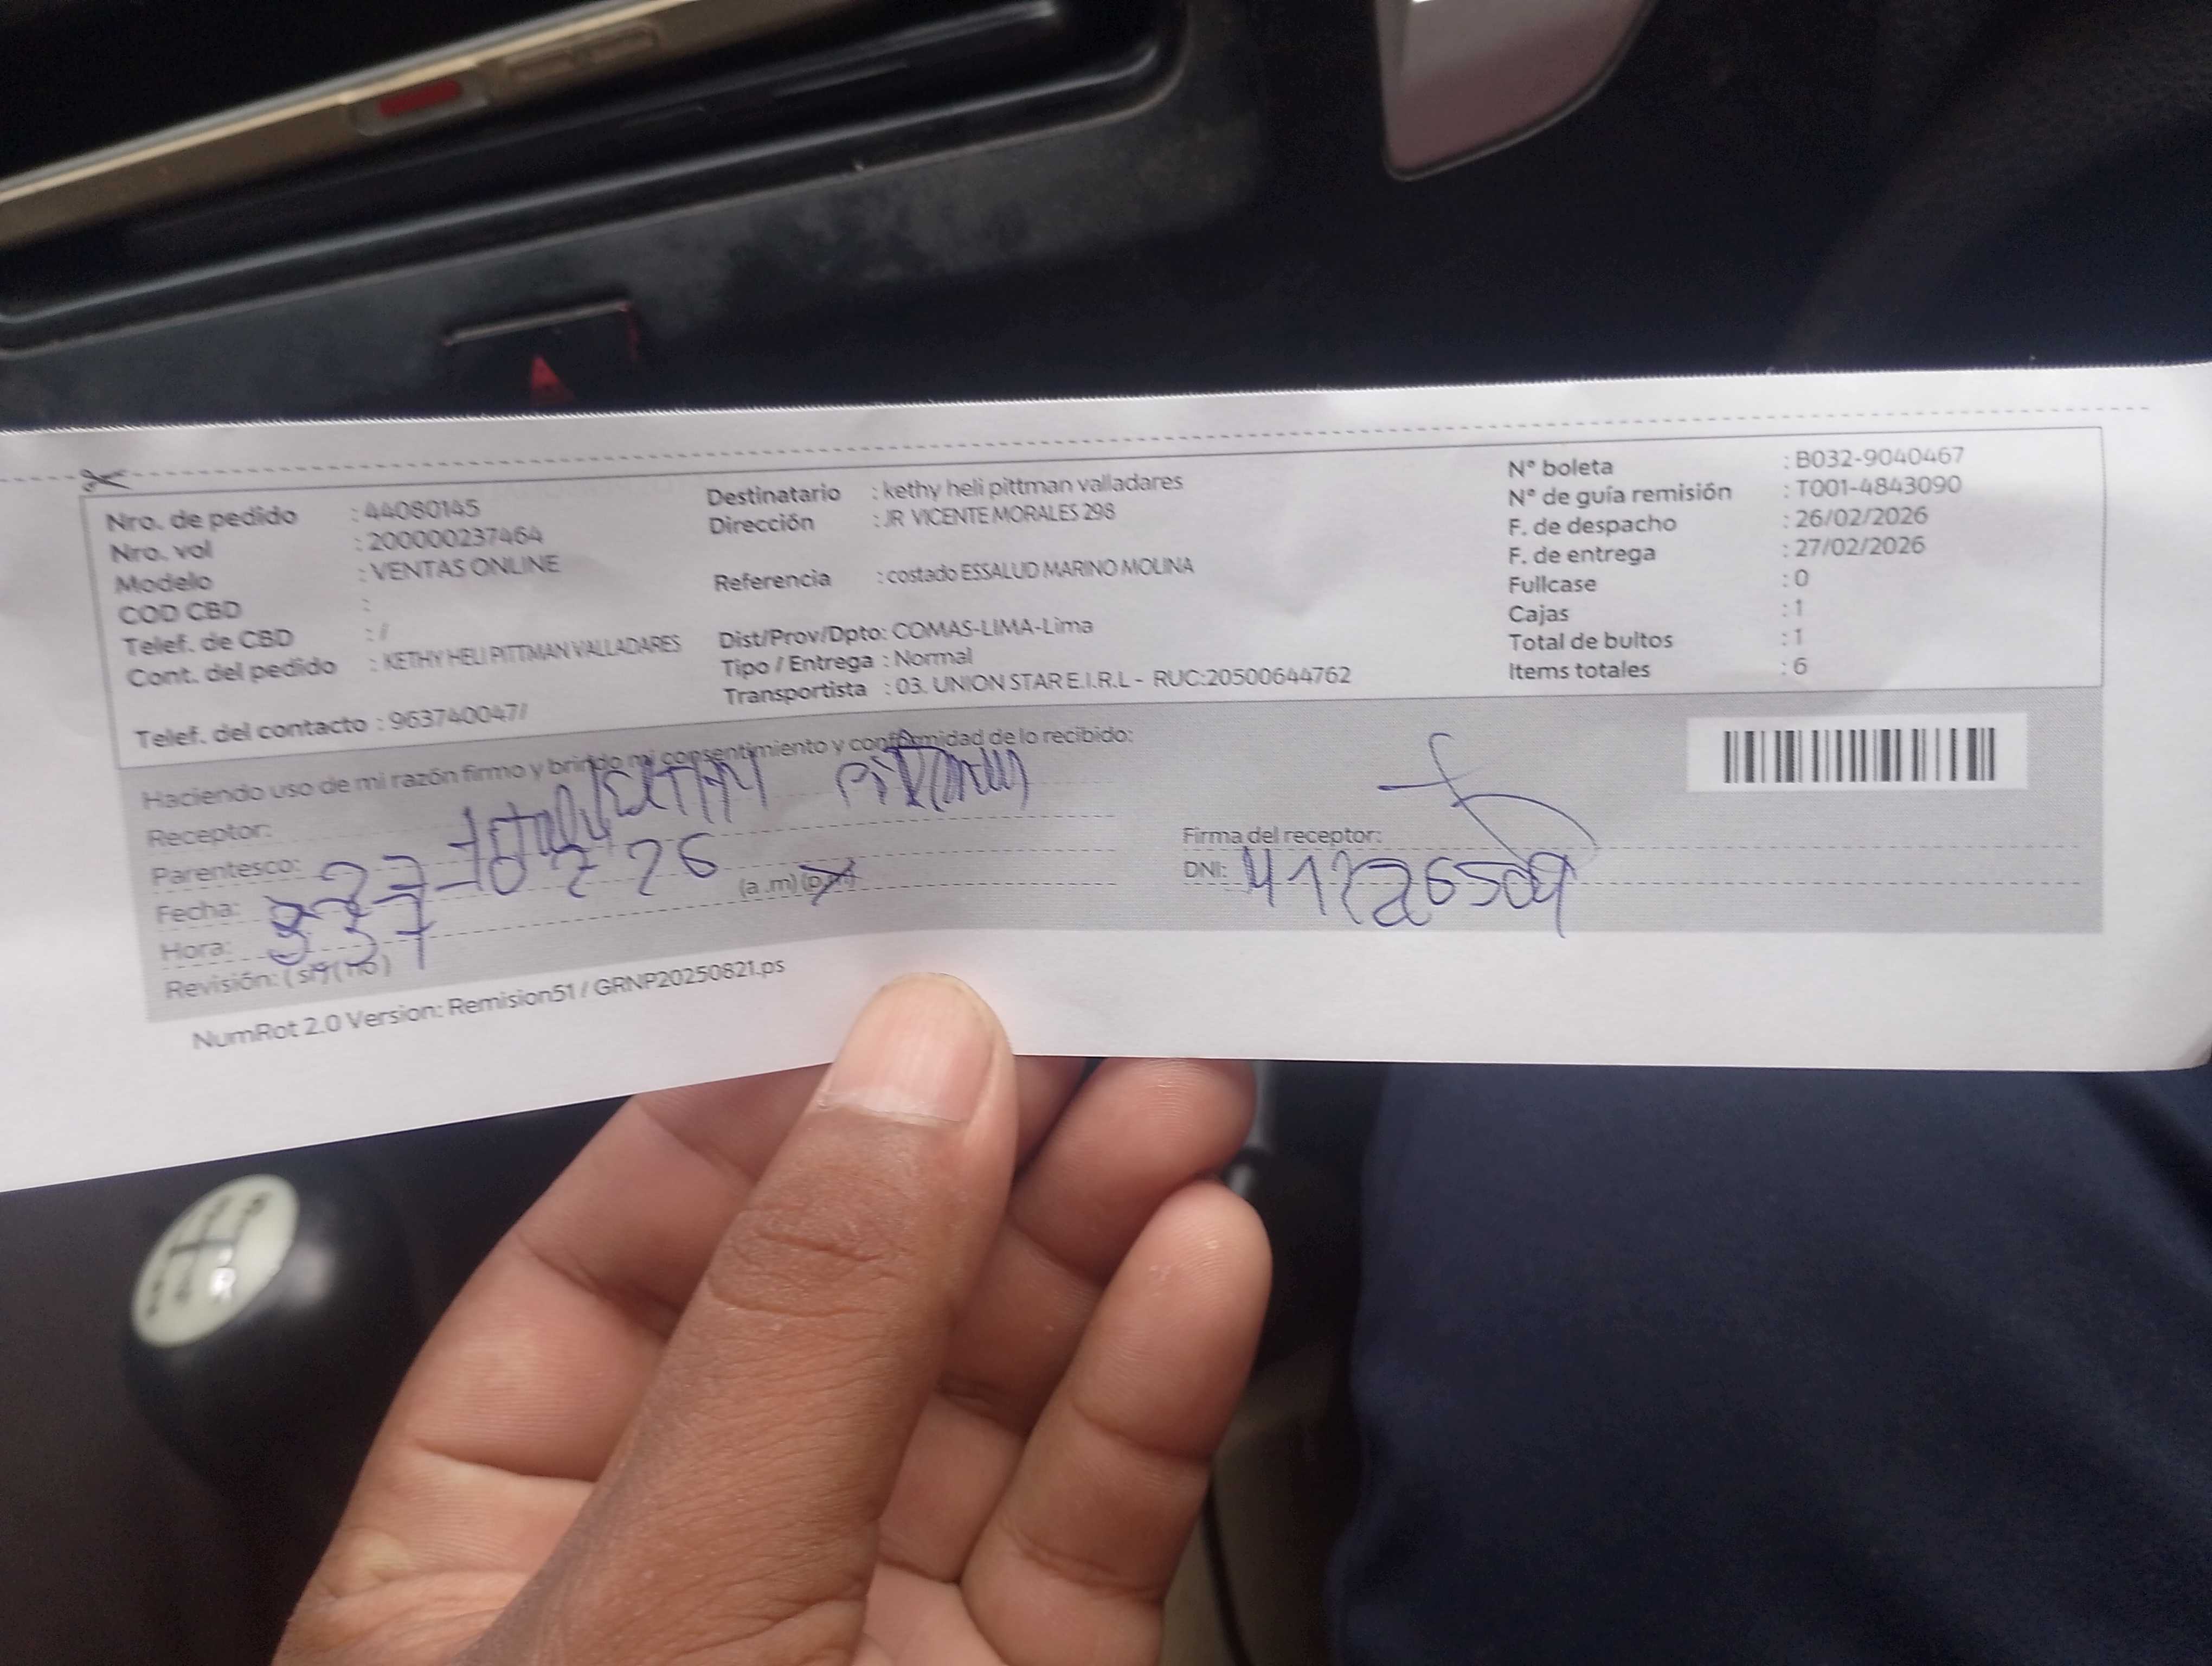 Nro. de pedido : 44080145
Nro. vol : 200000237464
Modelo : VENTAS ONLINE
COD CBD :
Telef. de CBD : /
Cont. del pedido : KETHY HELI PITTMAN VALLADARES
Telef. del contacto : 963740047/
Destinatario : kethy heli pittman valladares
Dirección : JR VICENTE MORALES 298
Referencia : costado ESSALUD MARINO MOLINA
Dist/Prov/Dpto: COMAS-LIMA-Lima
Tipo / Entrega : Normal
Transportista : 03. UNION STAR E.I.R.L - RUC:20500644762
N° boleta : B032-9040467
N° de guía remisión : T001-4843090
F. de despacho : 26/02/2026
F. de entrega : 27/02/2026
Fullcase : 0
Cajas : 1
Total de bultos : 1
Items totales : 6
Haciendo uso de mi razón firmo y brindo mi consentimiento y conformidad de lo recibido:
Receptor: KETHY
Parentesco:
Fecha: 26
Hora: 37 (a .m) (p.m)
Revisión: (si) (no)
Firma del receptor:
DNI:
NumRot 2.0 Version: Remision51 / GRNP20250821.ps